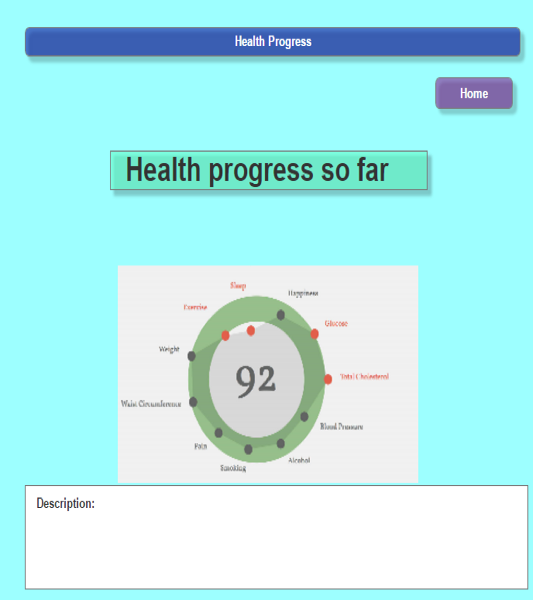 Health Progress
Home
Health progress so far
Sleep
Happiness
Exercise
Glucose
Weight
Total Cholesterol
92
Waist Circumference
Blood Pressure
Pain
Alcohol
Smoking
Description: